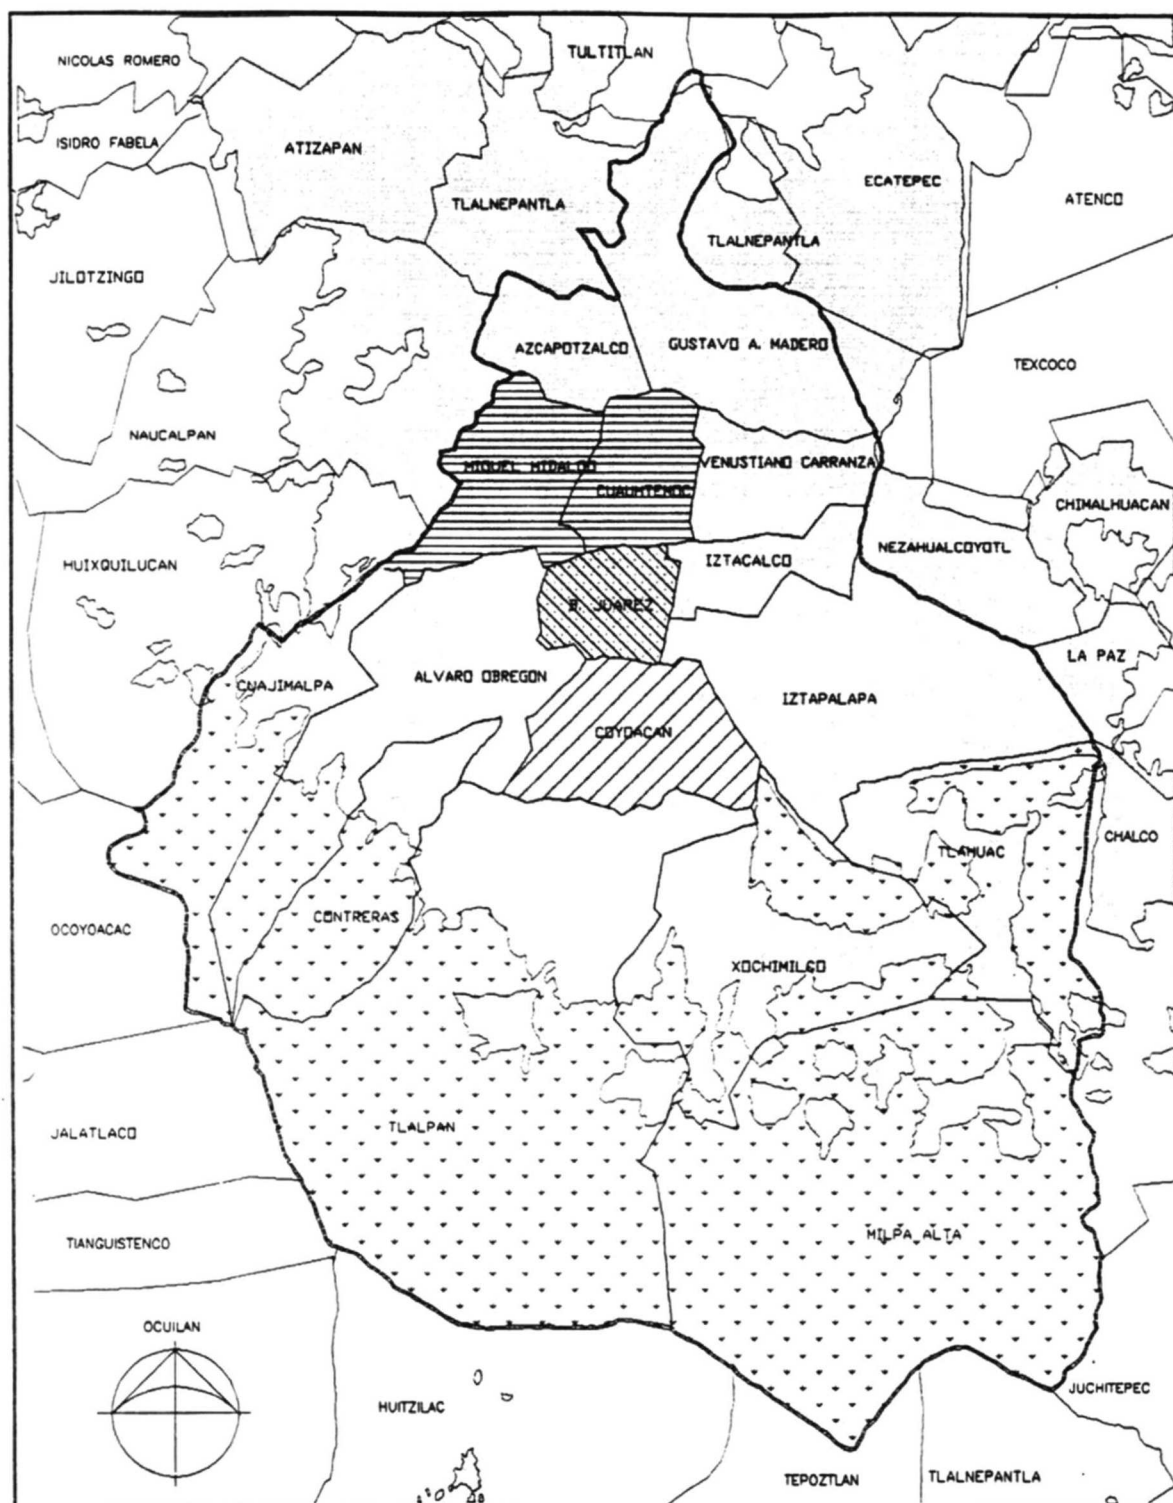 TULTITLAN
NICOLAS ROMERO
ISIDRO FABELA
ATIZAPAN
ECATEPEC
ATENCO
TLALNEPANTLA
TLALNEPANTLA
JILOTZINGO
AZCAPOTZALCO
GUSTAVO A. MADERO
TEXCOCO
NAUCALPAN
MIGUEL HIDALGO
VENUSTIANO CARRANZA
CUAUHTEMOC
CHIMALHUACAN
NEZAHUALCOYOTL
HUIXQUILUCAN
IZTACALCO
B. JUAREZ
LA PAZ
CUAJIMALPA
ALVARO OBREGON
IZTAPALAPA
COYOACAN
CHALCO
TLAHUAC
CONTRERAS
OCOYOACAC
XOCHIMILCO
JALATLACO
TLALPAN
MILPA ALTA
TIANGUISTENCO
OCUILAN
JUCHITEPEC
HUITZILAC
TEPOZTLAN
TLALNEPANTLA